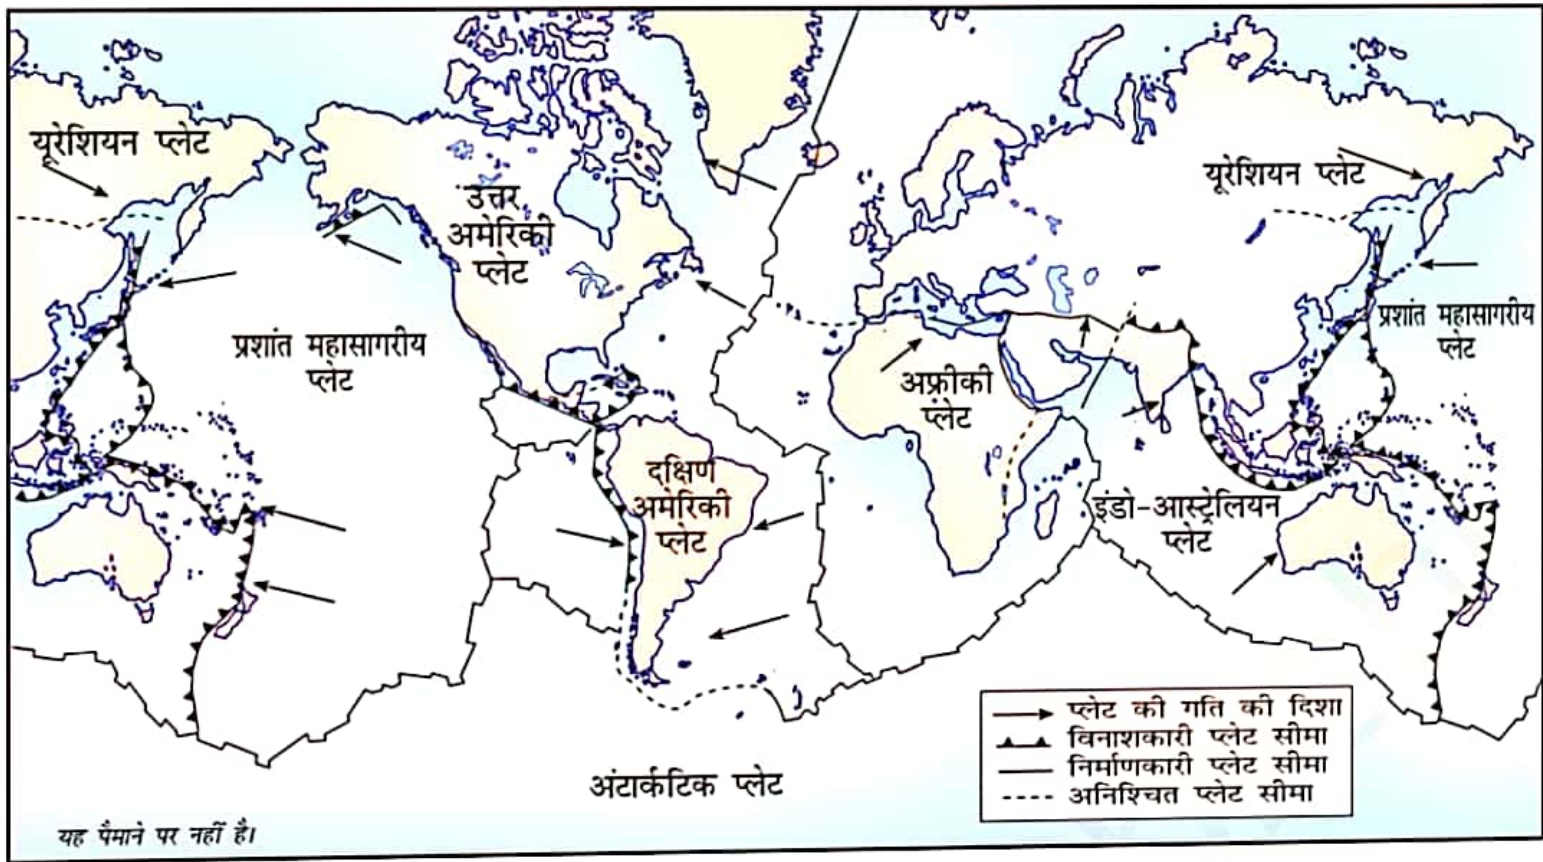 यूरेशियन प्लेट
उत्तर
अमेरिकी
प्लेट
यूरेशियन प्लेट
प्रशांत महासागरीय
प्लेट
प्रशांत महासागरीय
प्लेट
अफ्रीकी
प्लेट
दक्षिण
अमेरिकी
प्लेट
इंडो-आस्ट्रेलियन
प्लेट
अंटार्कटिक प्लेट
प्लेट की गति की दिशा
विनाशकारी प्लेट सीमा
निर्माणकारी प्लेट सीमा
अनिश्चित प्लेट सीमा
यह पैमाने पर नहीं है।